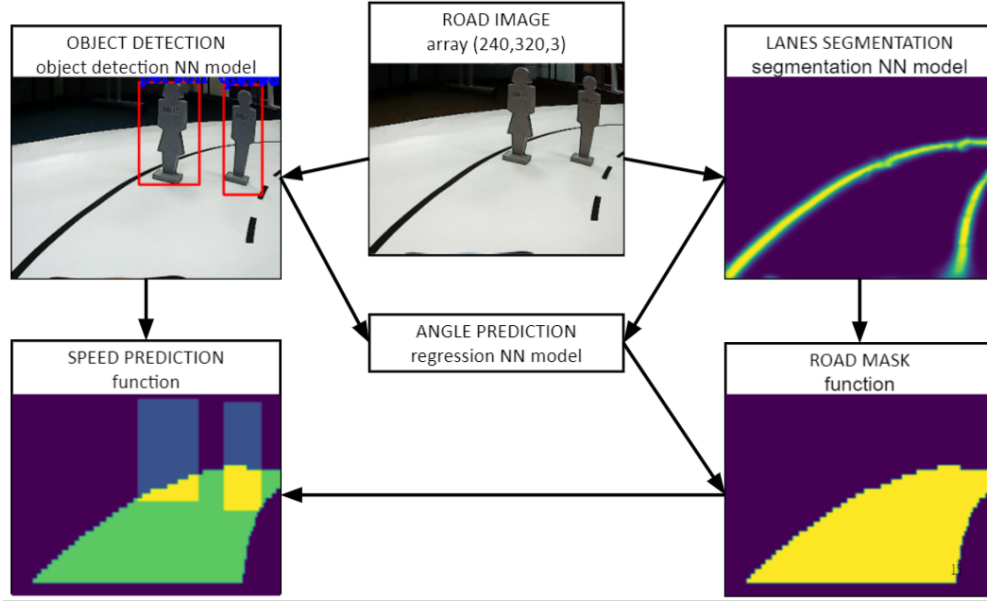 OBJECT DETECTION
object detection NN model
ROAD IMAGE
array (240,320,3)
LANES SEGMENTATION
segmentation NN model
ANGLE PREDICTION
regression NN model
SPEED PREDICTION
function
ROAD MASK
function